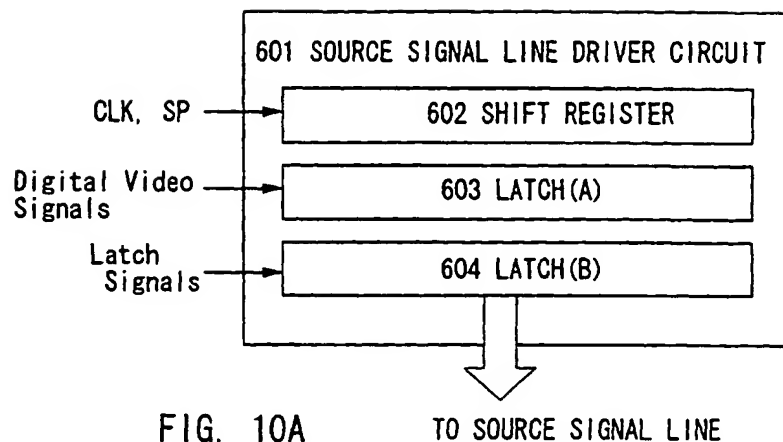 601 SOURCE SIGNAL LINE DRIVER CIRCUIT
CLK, SP
602 SHIFT REGISTER
Digital Video
Signals
603 LATCH(A)
Latch
Signals
604 LATCH(B)
FIG. 10A
TO SOURCE SIGNAL LINE